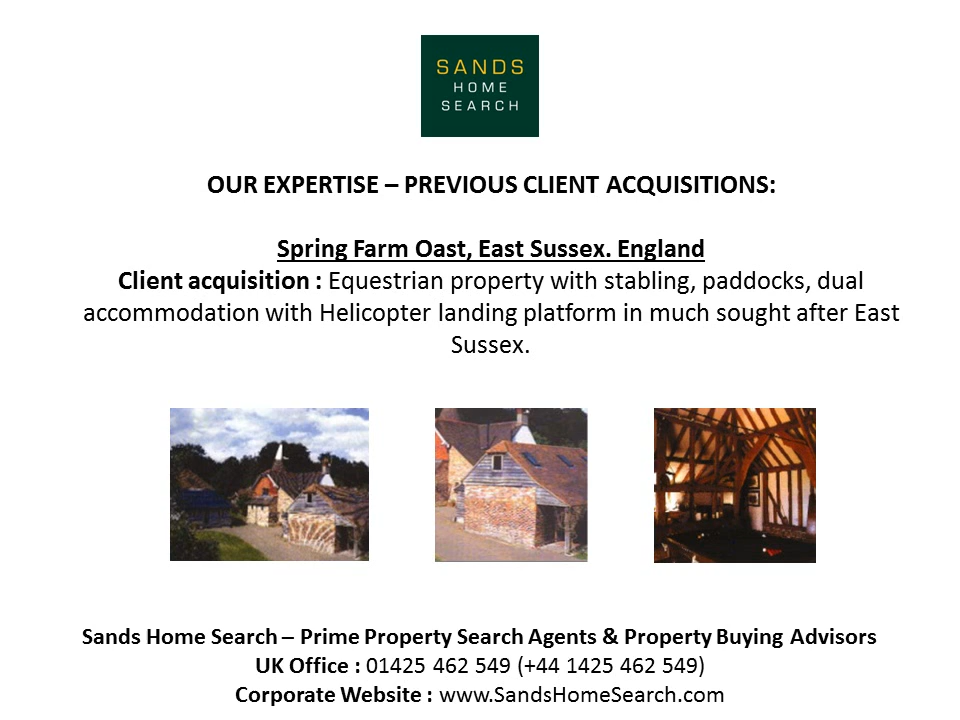 SANDS
HOME
SEARCH
OUR EXPERTISE – PREVIOUS CLIENT ACQUISITIONS:
Spring Farm Oast, East Sussex. England
Client acquisition : Equestrian property with stabling, paddocks, dual
accommodation with Helicopter landing platform in much sought after East
Sussex.
Sands Home Search – Prime Property Search Agents & Property Buying Advisors
UK Office : 01425 462 549 (+44 1425 462 549)
Corporate Website : www.SandsHomeSearch.com